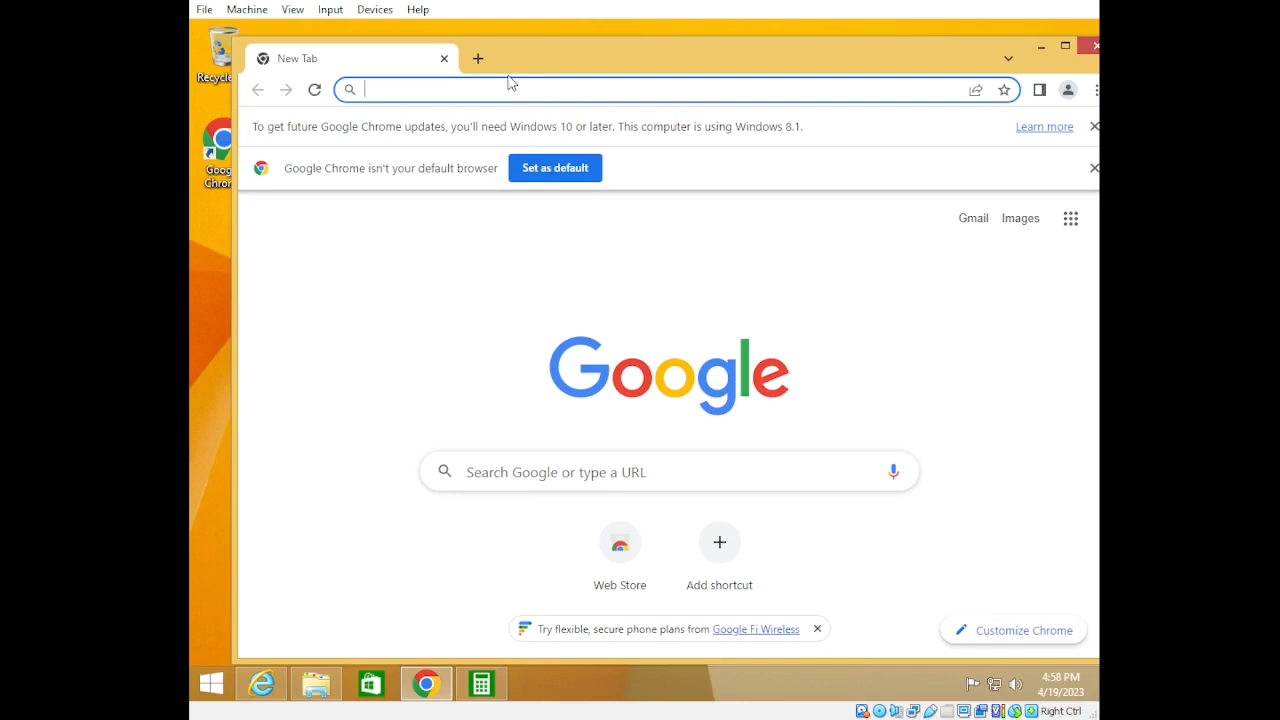 File Machine View Input Devices Help
New Tab
To get future Google Chrome updates, you'll need Windows 10 or later. This computer is using Windows 8.1. Learn more
Google Chrome isn't your default browser Set as default
Gmail Images
Google
Search Google or type a URL
Web Store Add shortcut
Try flexible, secure phone plans from Google Fi Wireless
Customize Chrome
4:58 PM
4/19/2023
Right Ctrl